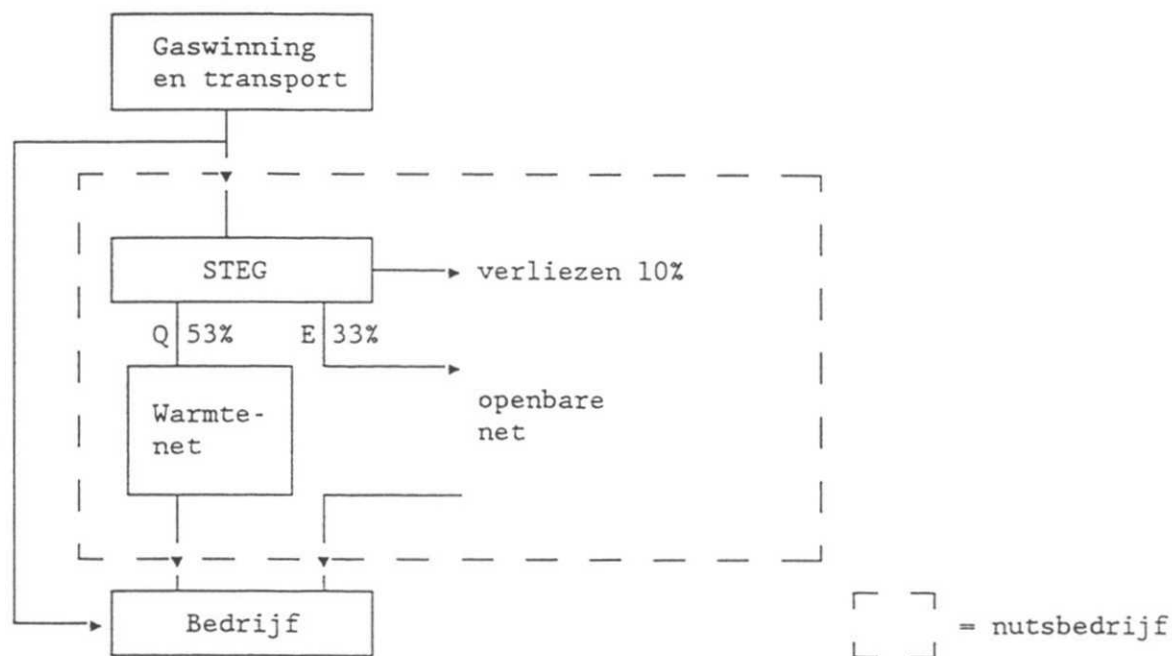 Gaswinning
en transport
STEG
verliezen 10%
Q 53%
E 33%
Warmte-
net
openbare
net
Bedrijf
= nutsbedrijf